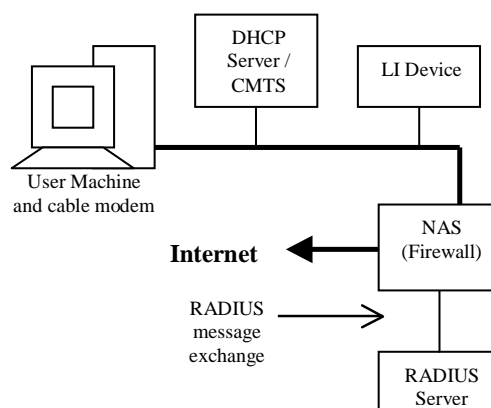 DHCP
Server /
CMTS
LI Device
User Machine
and cable modem
NAS
(Firewall)
Internet
RADIUS
message
exchange
RADIUS
Server